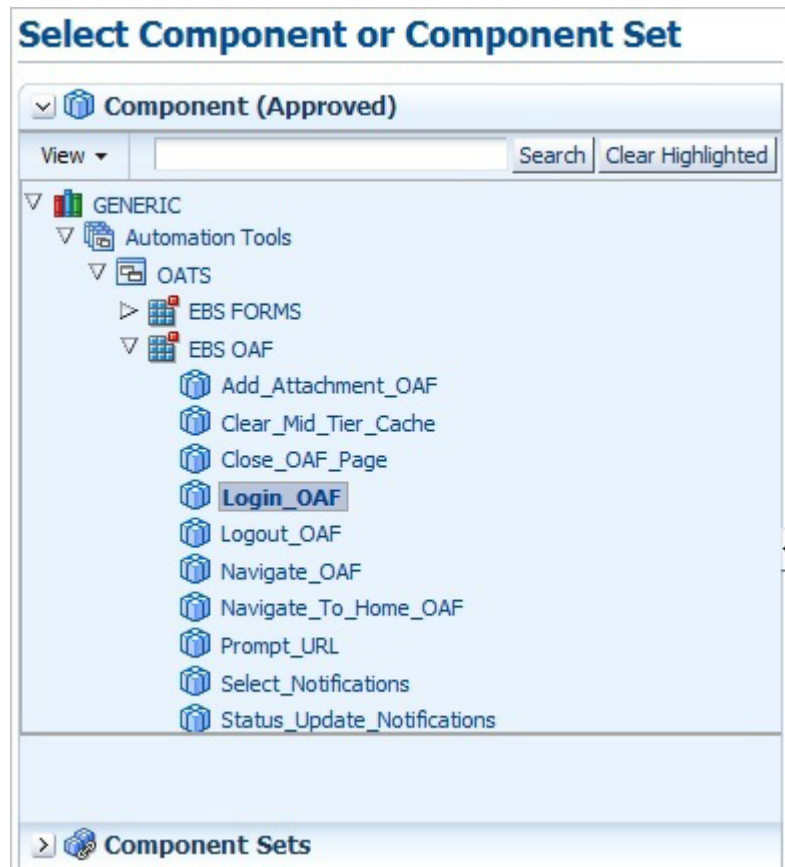 Select Component or Component Set
Component (Approved)
View Search Clear Highlighted
GENERIC
Automation Tools
OATS
EBS FORMS
EBS OAF
Add_Attachment_OAF
Clear_Mid_Tier_Cache
Close_OAF_Page
Login_OAF
Logout_OAF
Navigate_OAF
Navigate_To_Home_OAF
Prompt_URL
Select_Notifications
Status_Update_Notifications
Component Sets